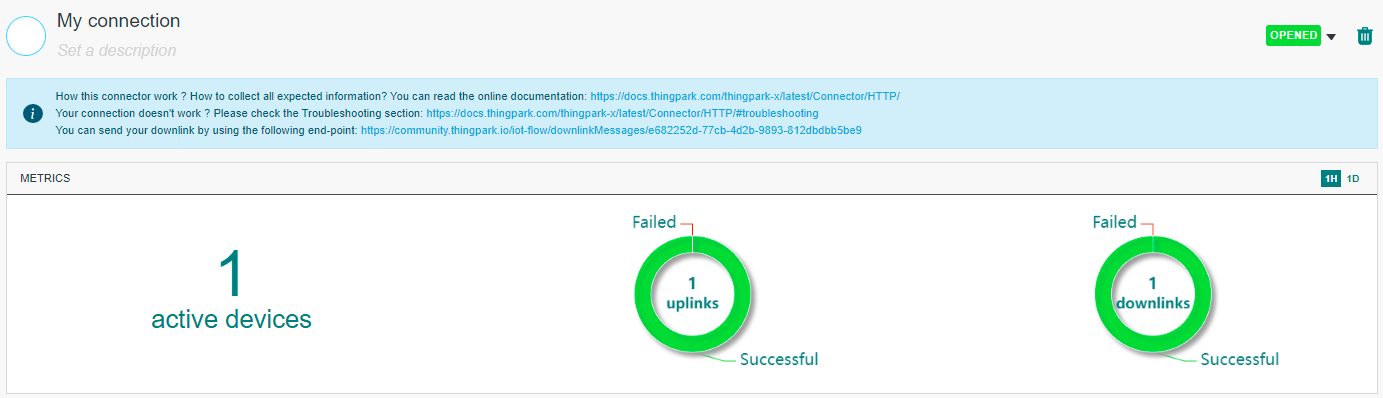 My connection
Set a description
OPENED
How this connector work ? How to collect all expected information? You can read the online documentation: https://docs.thingpark.com/thingpark-x/latest/Connector/HTTP/
Your connection doesn't work ? Please check the Troubleshooting section: https://docs.thingpark.com/thingpark-x/latest/Connector/HTTP/#troubleshooting
You can send your downlink by using the following end-point: https://community.thingpark.io/iot-flow/downlinkMessages/e682252d-77cb-4d2b-9893-812dbdbb5be9
METRICS
1H 1D
1
active devices
Failed
1
uplinks
Successful
Failed
1
downlinks
Successful